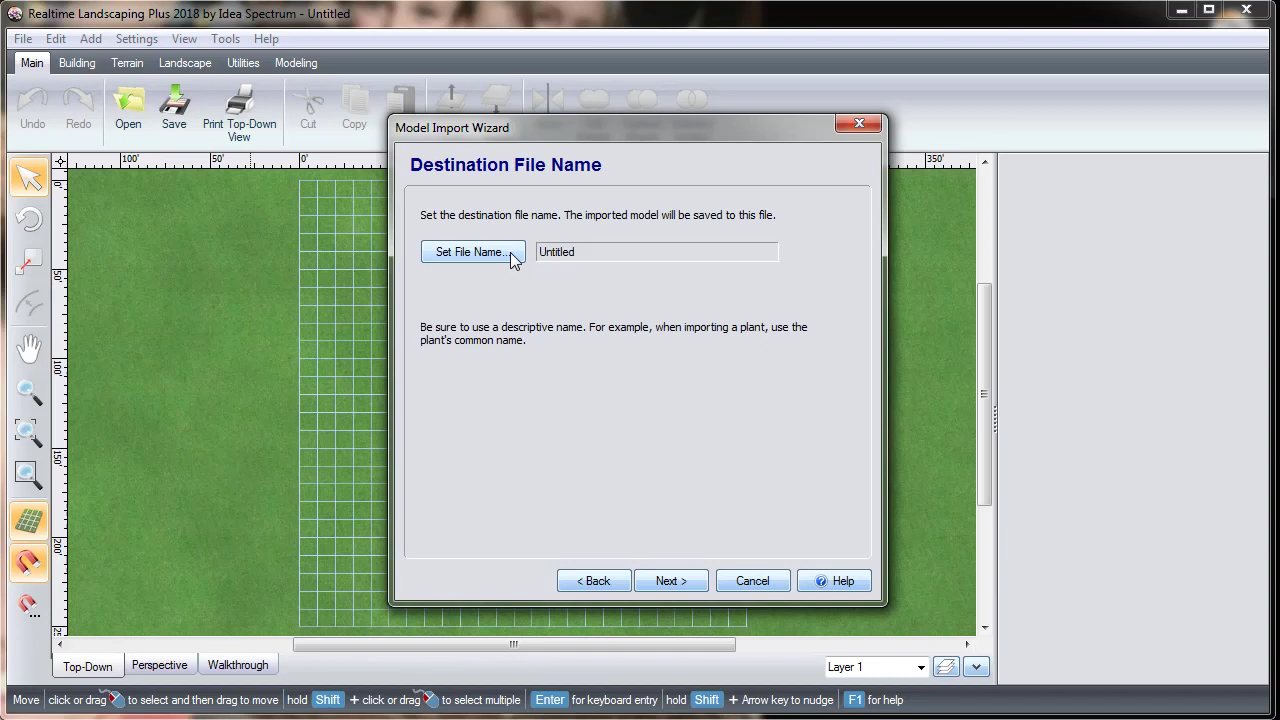 Realtime Landscaping Plus 2018 by Idea Spectrum - Untitled
File Edit Add Settings View Tools Help
Main Building Terrain Landscape Utilities Modeling
Undo Redo Open Save Print Top-Down View Cut Copy
Model Import Wizard
100' 50' 0' 350'
Destination File Name
Set the destination file name. The imported model will be saved to this file.
Set File Name... Untitled
Be sure to use a descriptive name. For example, when importing a plant, use the
plant's common name.
0'
50'
100'
150'
200'
< Back Next > Cancel Help
Top-Down Perspective Walkthrough Layer 1
Move click or drag to select and then drag to move hold Shift + click or drag to select multiple Enter for keyboard entry hold Shift + Arrow key to nudge F1 for help